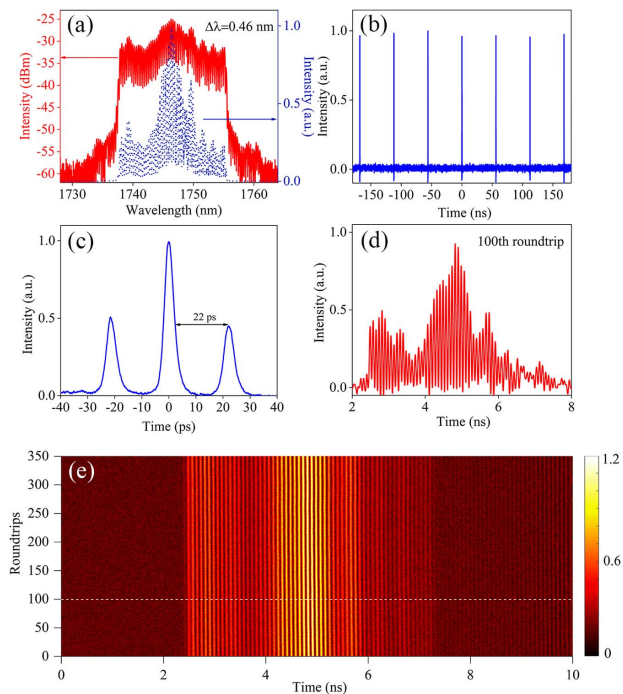 (a)
Δλ=0.46 nm
Intensity (dBm)
-25
-30
-35
-40
-45
-50
-55
-60
1.0
0.5
0.0
Intensity (a.u.)
1730 1740 1750 1760
Wavelength (nm)
(b)
Intensity (a.u.)
1.0
0.5
0.0
-150 -100 -50 0 50 100 150
Time (ns)
(c)
Intensity (a.u.)
1.0
0.5
0.0
22 ps
-40 -30 -20 -10 0 10 20 30 40
Time (ps)
(d)
100th roundtrip
Intensity (a.u.)
1.0
0.5
0.0
2 4 6 8
Time (ns)
(e)
Roundtrips
350
300
250
200
150
100
50
0
0 2 4 6 8 10
Time (ns)
1.2
0.6
0